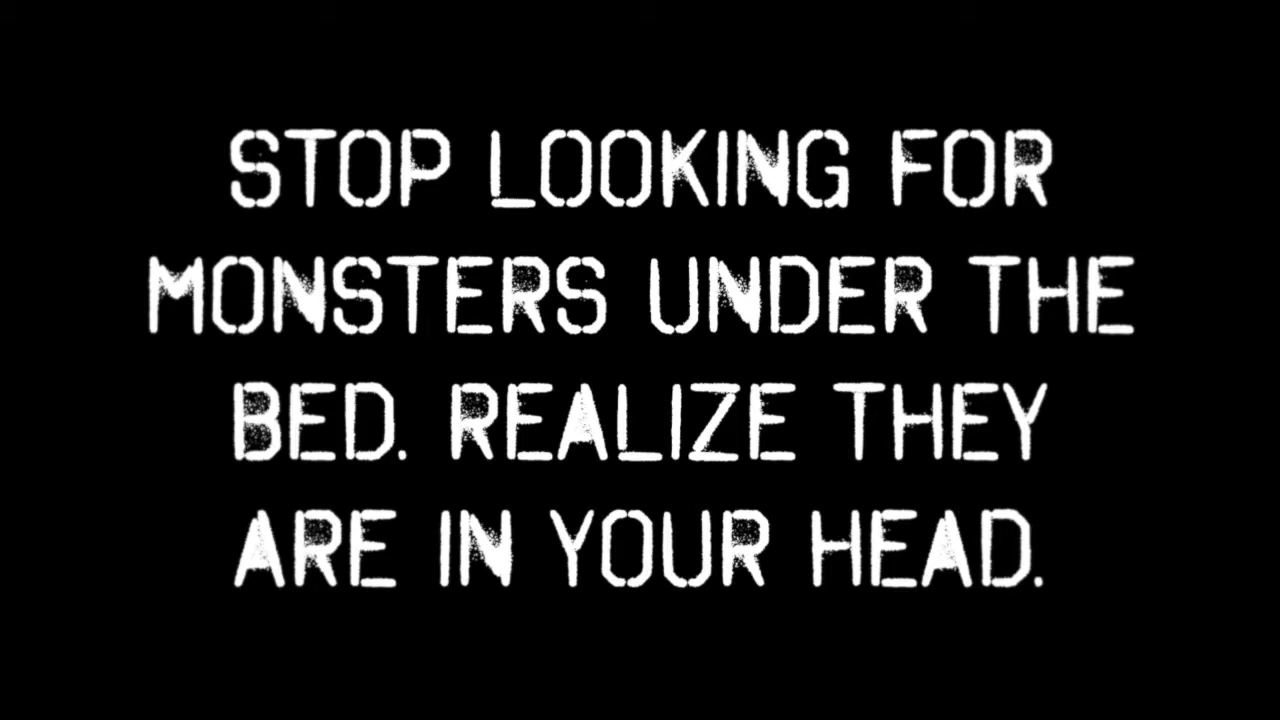 STOP LOOKING FOR
MONSTERS UNDER THE
BED. REALIZE THEY
ARE IN YOUR HEAD.